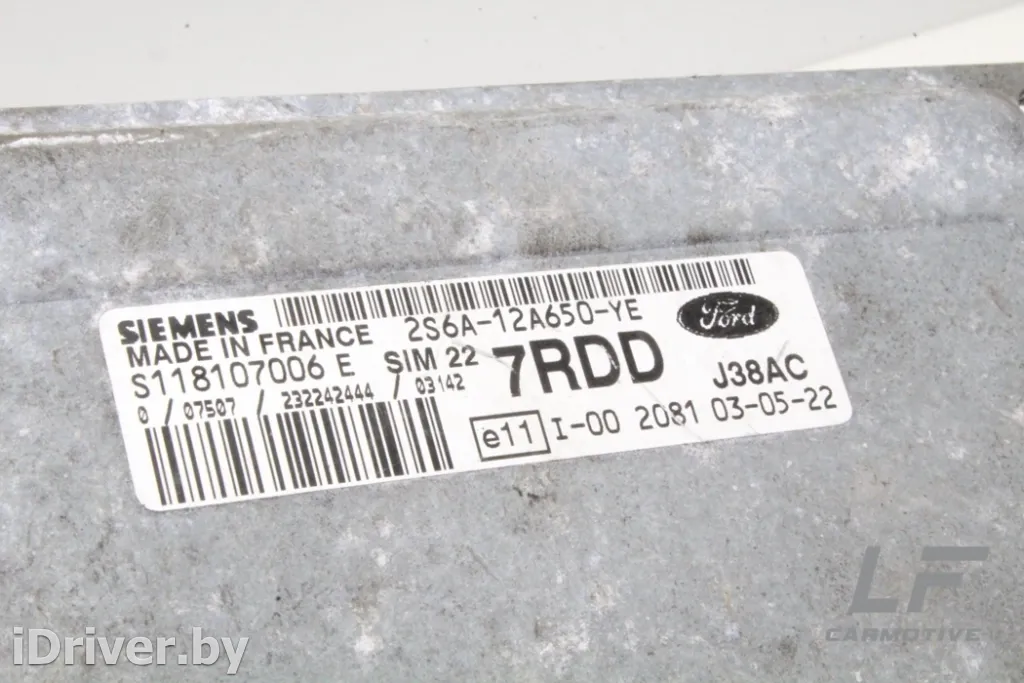 SIEMENS
MADE IN FRANCE
2S6A-12A650-YE
Ford
S118107006 E
SIM 22
7RDD
J38AC
0 / 07507 / 232242444 / 03142
e11 I-00 2081 03-05-22
LF
CARMOTIVE
iDriver.by